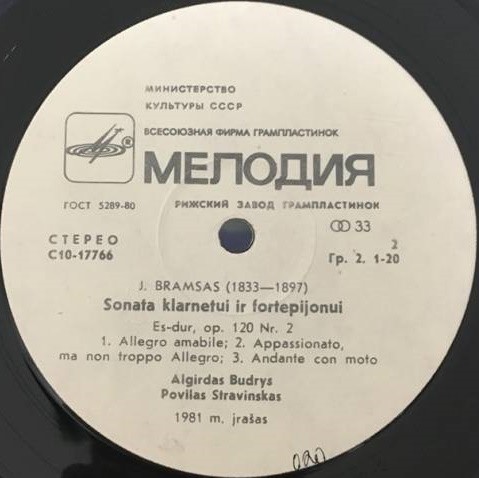 МИНИСТЕРСТВО
КУЛЬТУРЫ СССР
ВСЕСОЮЗНАЯ ФИРМА ГРАМПЛАСТИНОК
®
МЕЛОДИЯ
ГОСТ 5289-80 РИЖСКИЙ ЗАВОД ГРАМПЛАСТИНОК
СТЕРЕО 33
С10-17766 2
Гр. 2. 1-20
J. BRAMSAS (1833—1897)
Sonata klarnetui ir fortepijonui
Es-dur, op. 120 Nr. 2
1. Allegro amabile; 2. Appassionato,
ma non troppo Allegro; 3. Andante con moto
Algirdas Budrys
Povilas Stravinskas
1981 m. įrašas